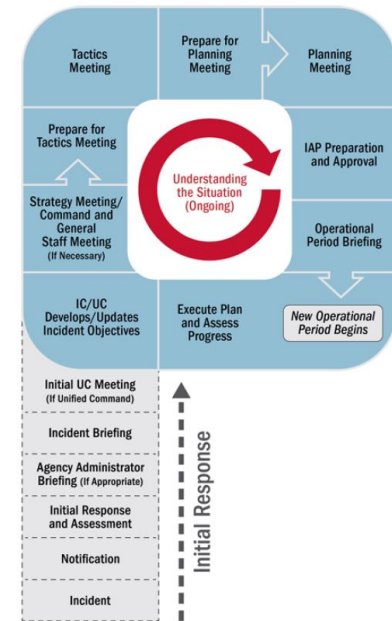 Tactics
Meeting
Prepare for
Planning
Meeting
Planning
Meeting
Prepare for
Tactics Meeting
IAP Preparation
and Approval
Understanding
the Situation
(Ongoing)
Strategy Meeting/
Command and
General
Staff Meeting
(If Necessary)
Operational
Period Briefing
IC/UC
Develops/Updates
Incident Objectives
Execute Plan
and Assess
Progress
New Operational
Period Begins
Initial UC Meeting
(If Unified Command)
Incident Briefing
Agency Administrator
Briefing (If Appropriate)
Initial Response
and Assessment
Notification
Incident
Initial Response